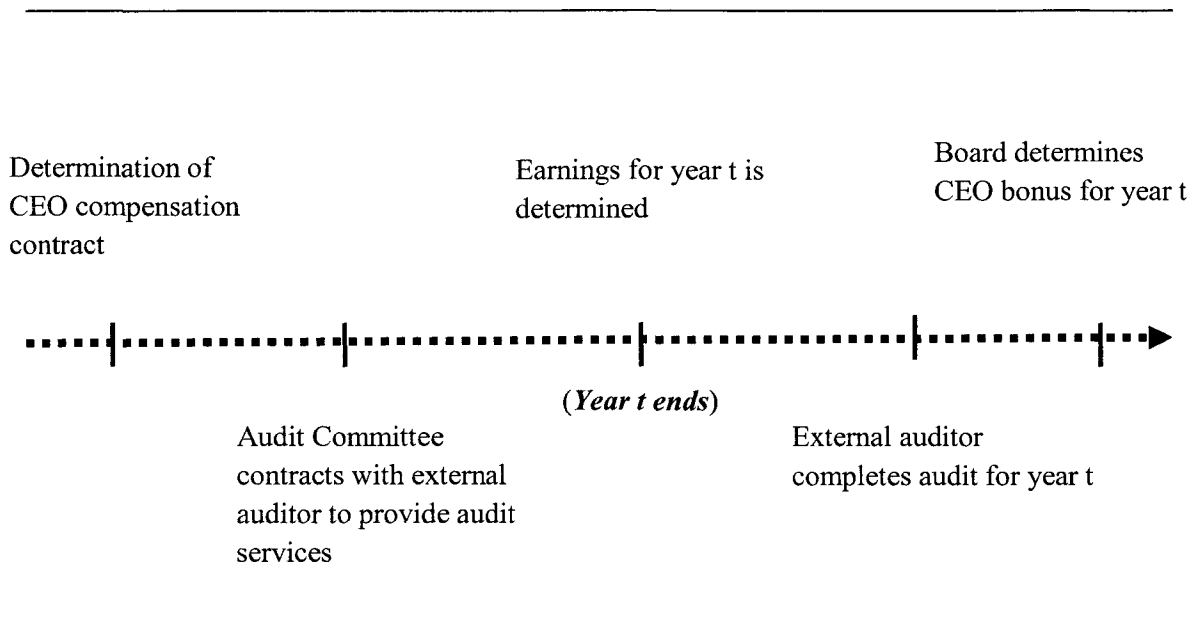 Determination of
CEO compensation
contract
Earnings for year t is
determined
Board determines
CEO bonus for year t
(Year t ends)
Audit Committee
contracts with external
auditor to provide audit
services
External auditor
completes audit for year t